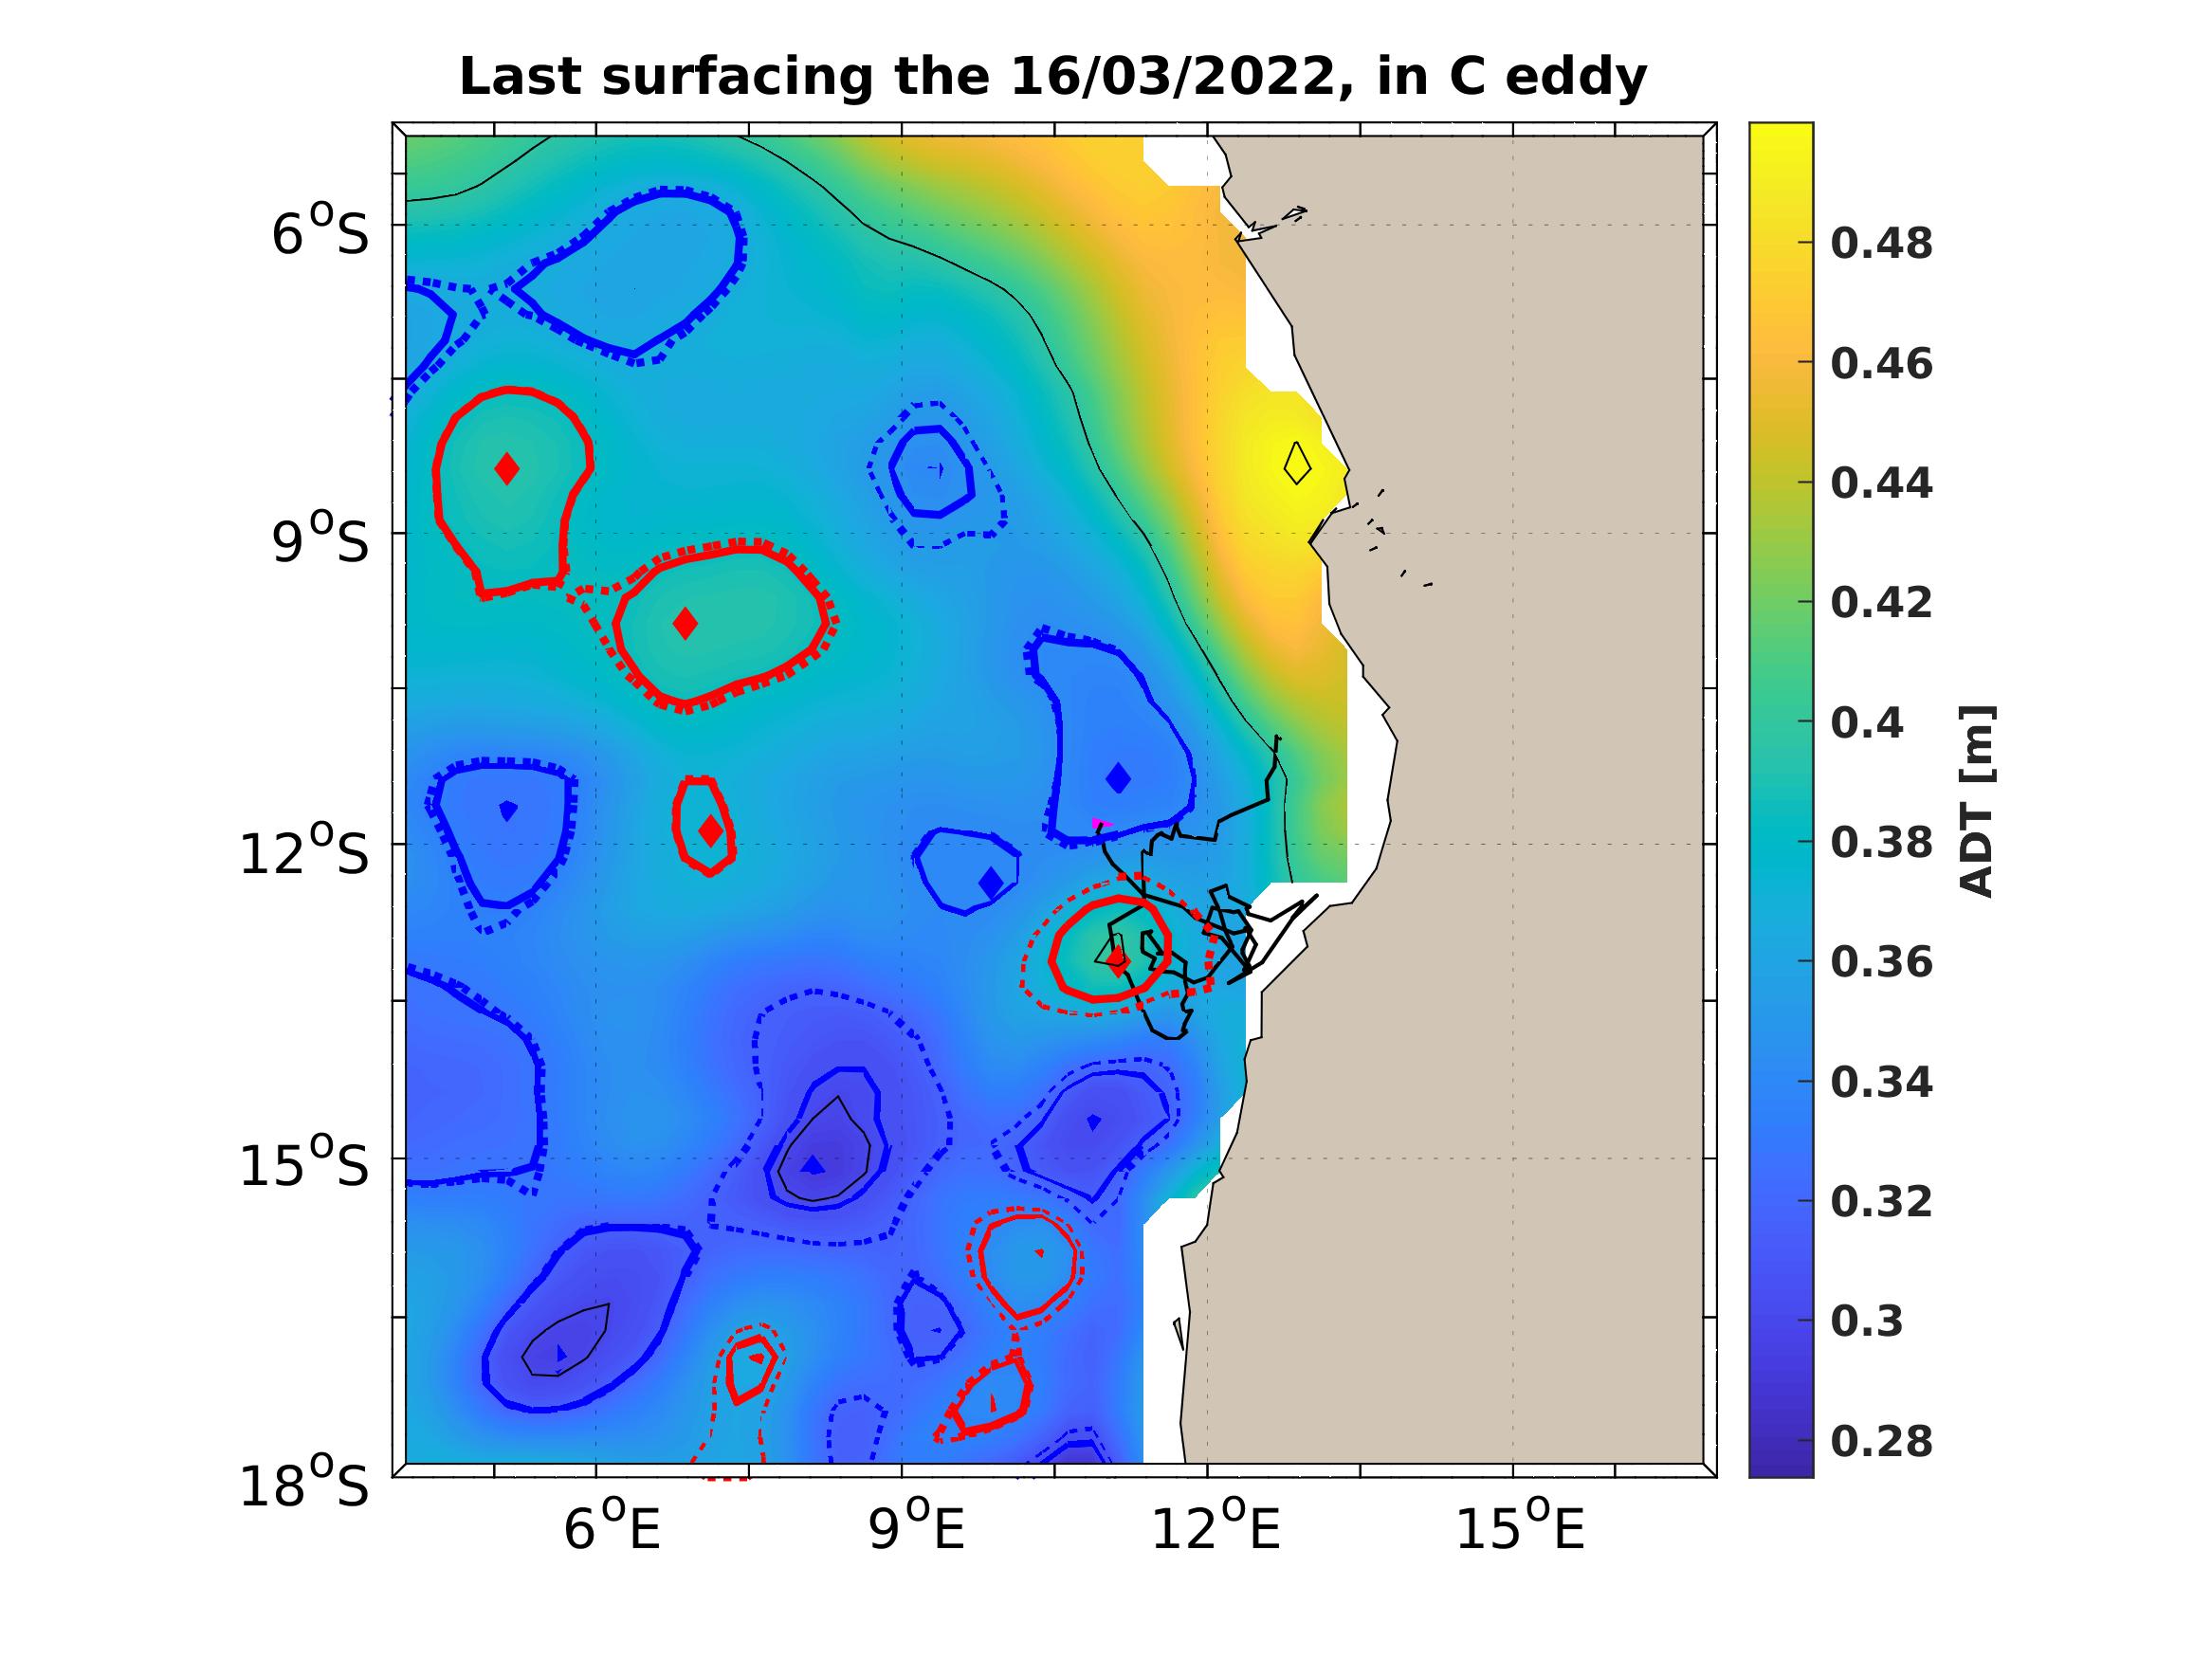 Last surfacing the 16/03/2022, in C eddy
6°S
9°S
12°S
15°S
18°S
6°E
9°E
12°E
15°E
0.48
0.46
0.44
0.42
0.4
0.38
0.36
0.34
0.32
0.3
0.28
ADT [m]